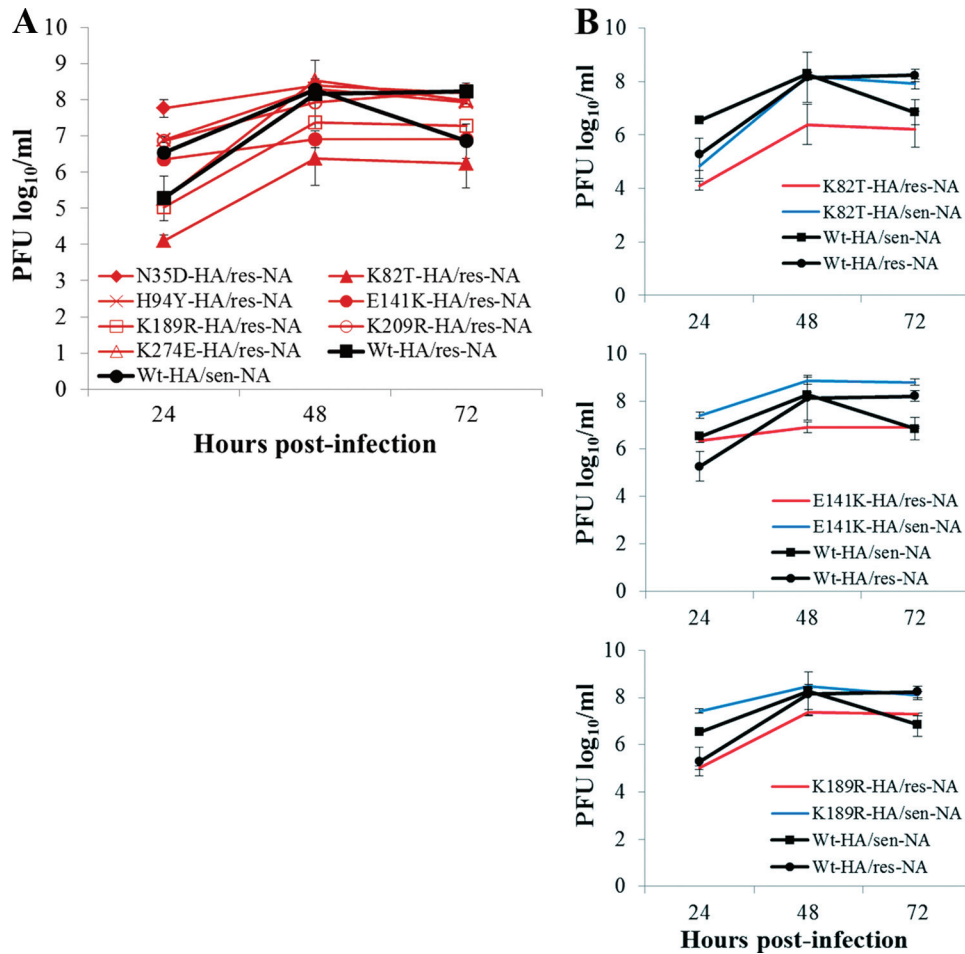 A
10
9
8
7
6
5
4
3
2
1
0
PFU log10/ml
N35D-HA/res-NA
K82T-HA/res-NA
H94Y-HA/res-NA
E141K-HA/res-NA
K189R-HA/res-NA
K209R-HA/res-NA
K274E-HA/res-NA
Wt-HA/res-NA
Wt-HA/sen-NA
24 48 72
Hours post-infection
B
10
8
6
4
2
0
PFU log10/ml
K82T-HA/res-NA
K82T-HA/sen-NA
Wt-HA/sen-NA
Wt-HA/res-NA
24 48 72
10
8
6
4
2
0
PFU log10/ml
E141K-HA/res-NA
E141K-HA/sen-NA
Wt-HA/sen-NA
Wt-HA/res-NA
24 48 72
10
8
6
4
2
0
PFU log10/ml
K189R-HA/res-NA
K189R-HA/sen-NA
Wt-HA/sen-NA
Wt-HA/res-NA
24 48 72
Hours post-infection